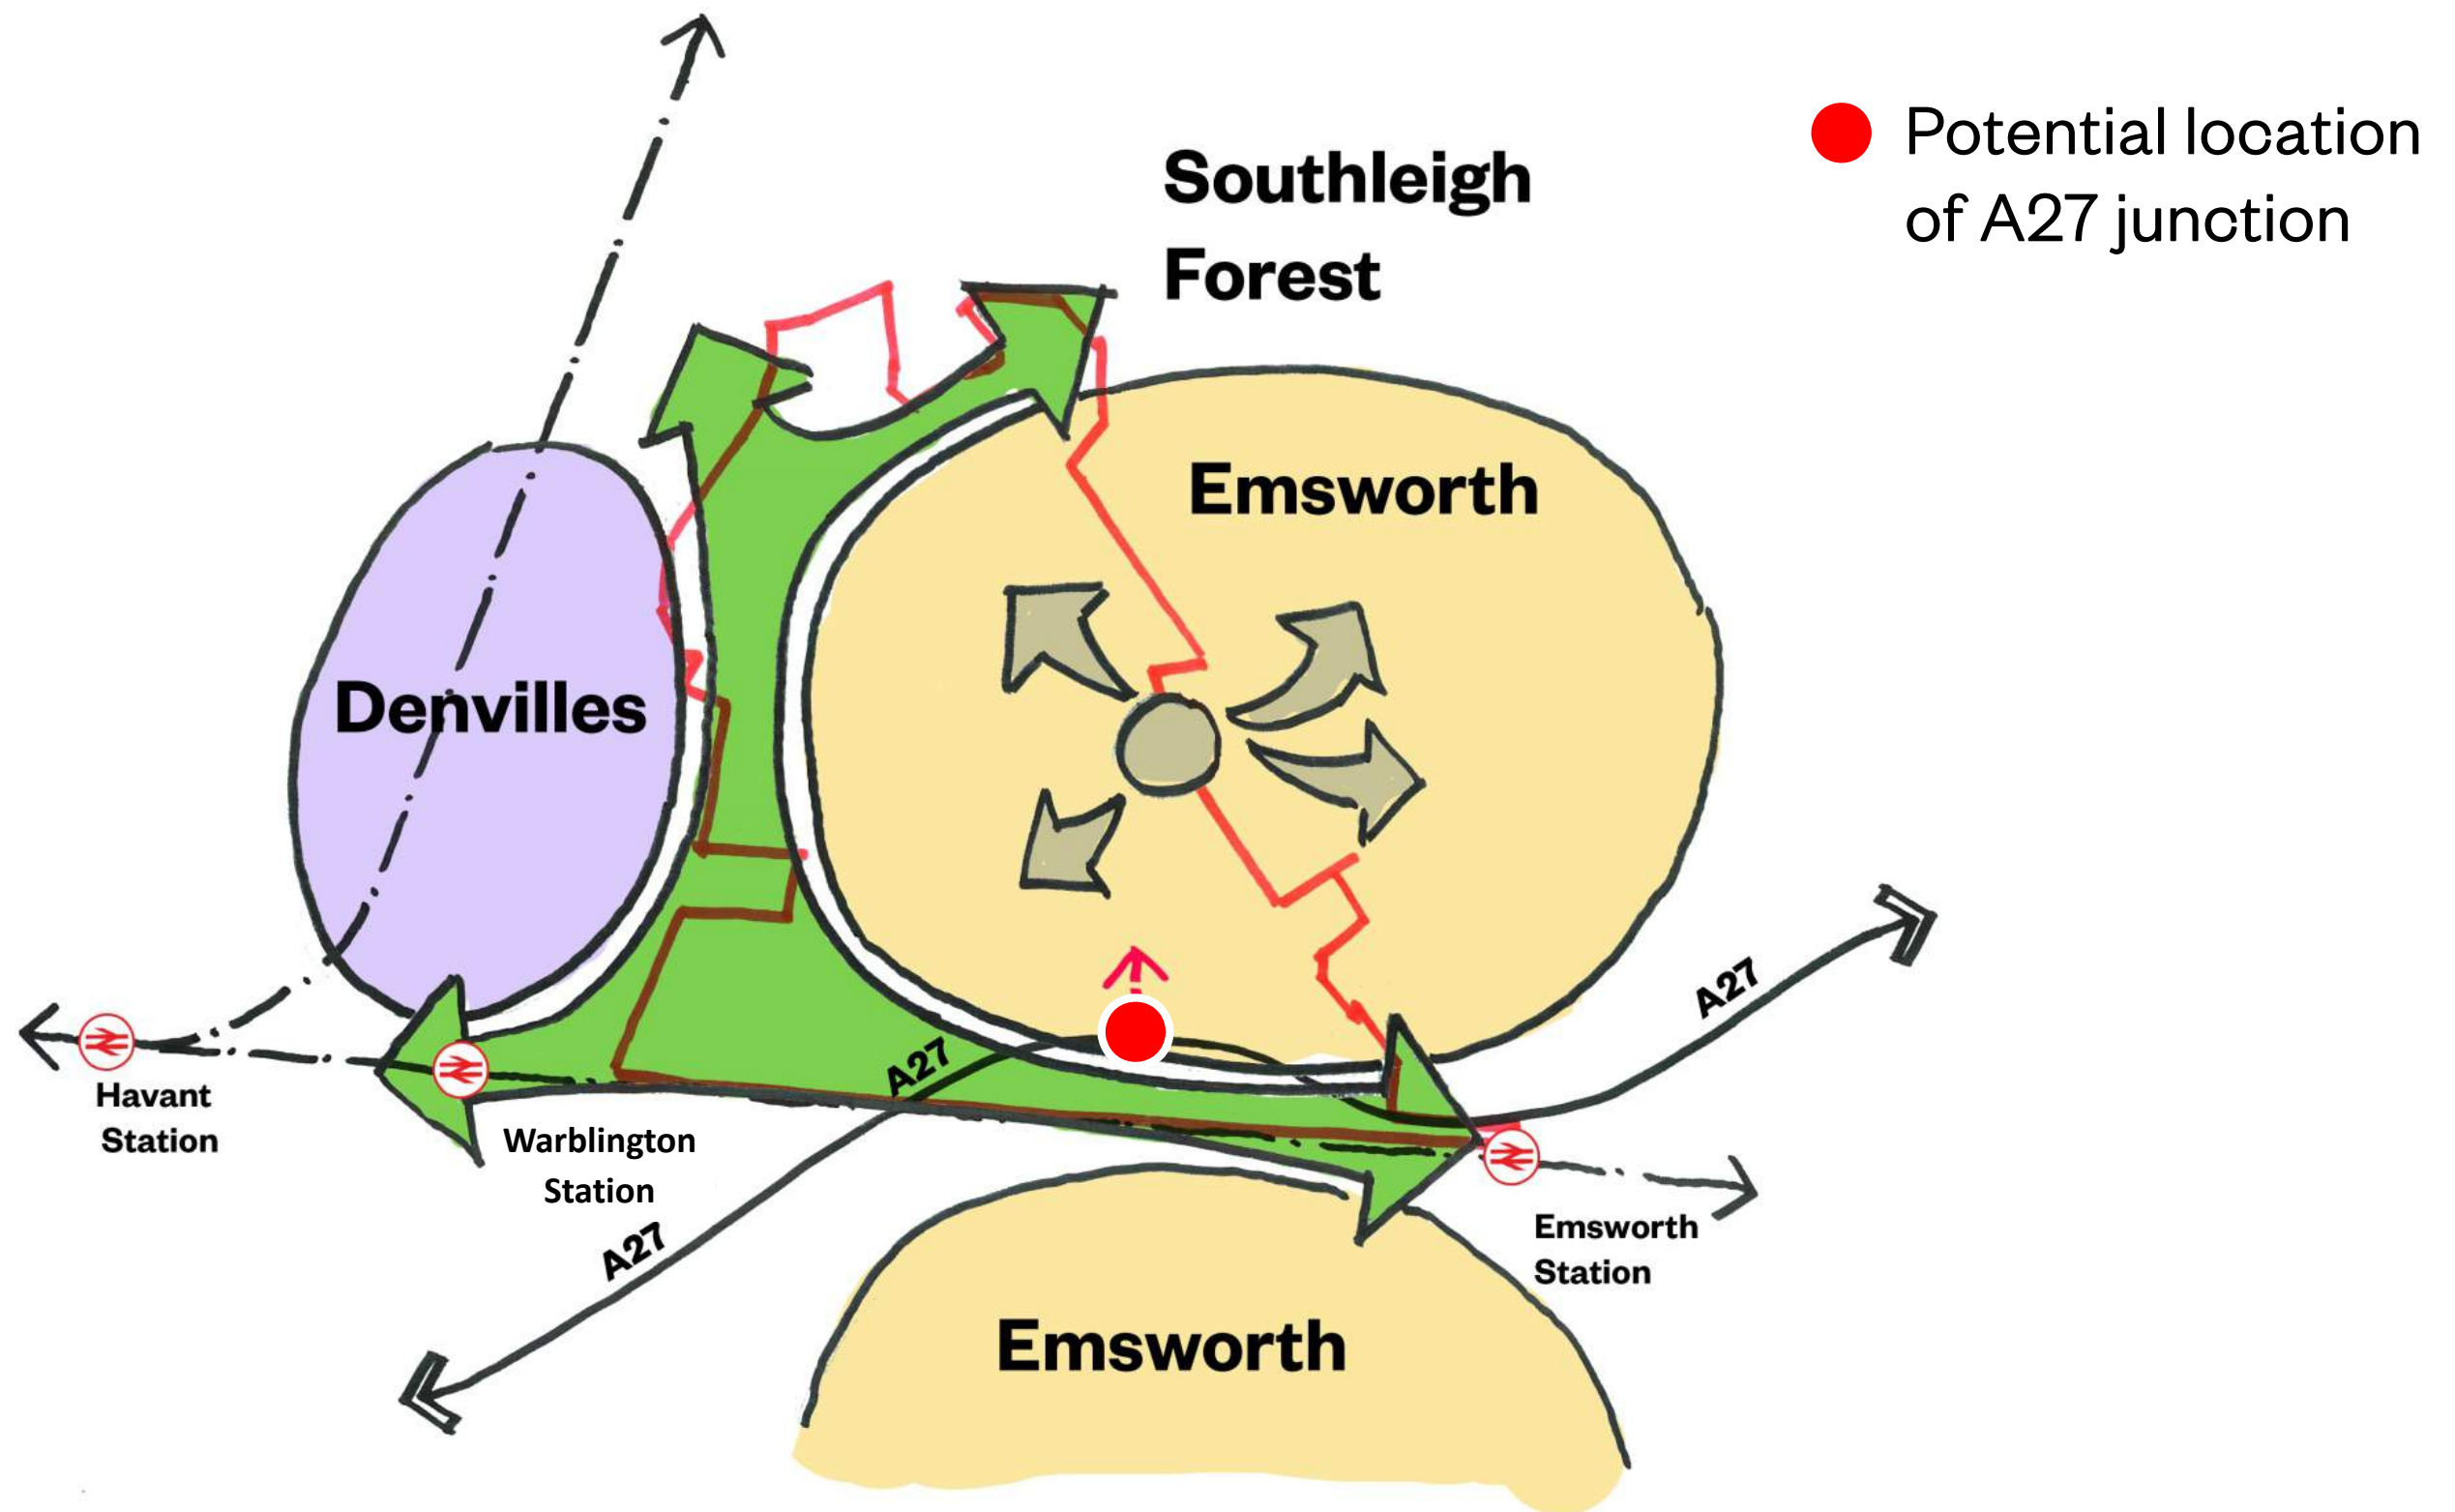 Potential location
of A27 junction
Southleigh
Forest
Emsworth
Denvilles
A27
A27
Havant
Station
Warblington
Station
A27
Emsworth
Station
Emsworth